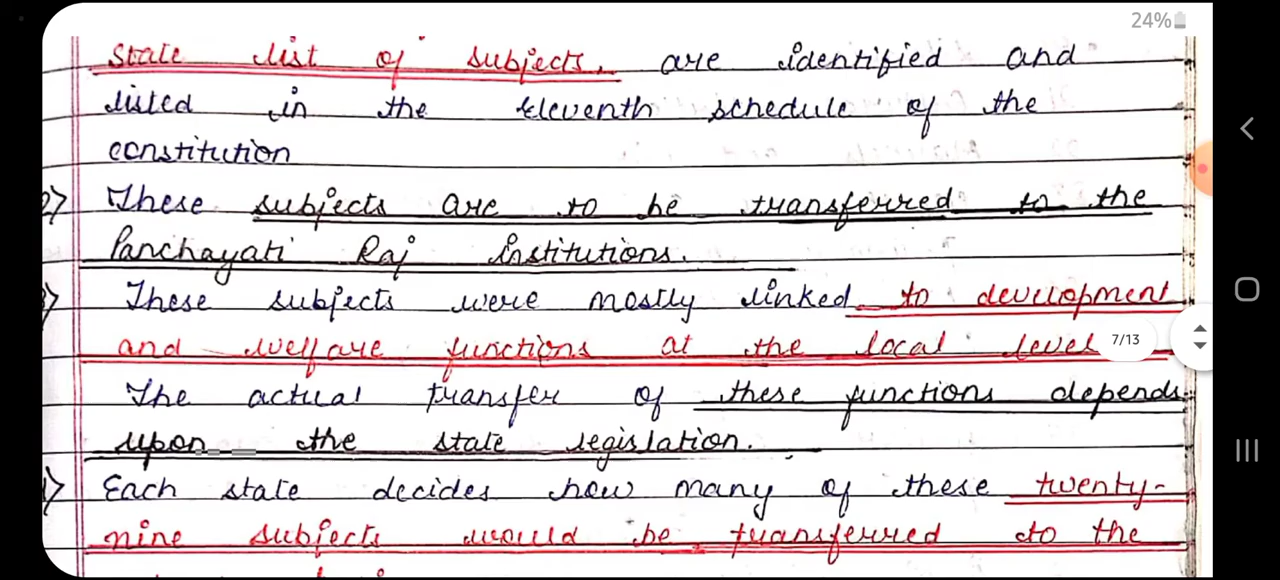 24%
state list of subjects, are identified and
listed in the eleventh schedule of the
constitution
2) These subjects are to be transferred to the
Panchayati Raj institutions.
) These subjects were mostly linked to development
and welfare functions at the local level
7/13
The actual transfer of these functions depends
upon the state legislation.
) Each state decides how many of these twenty-
nine subjects would be transferred to the